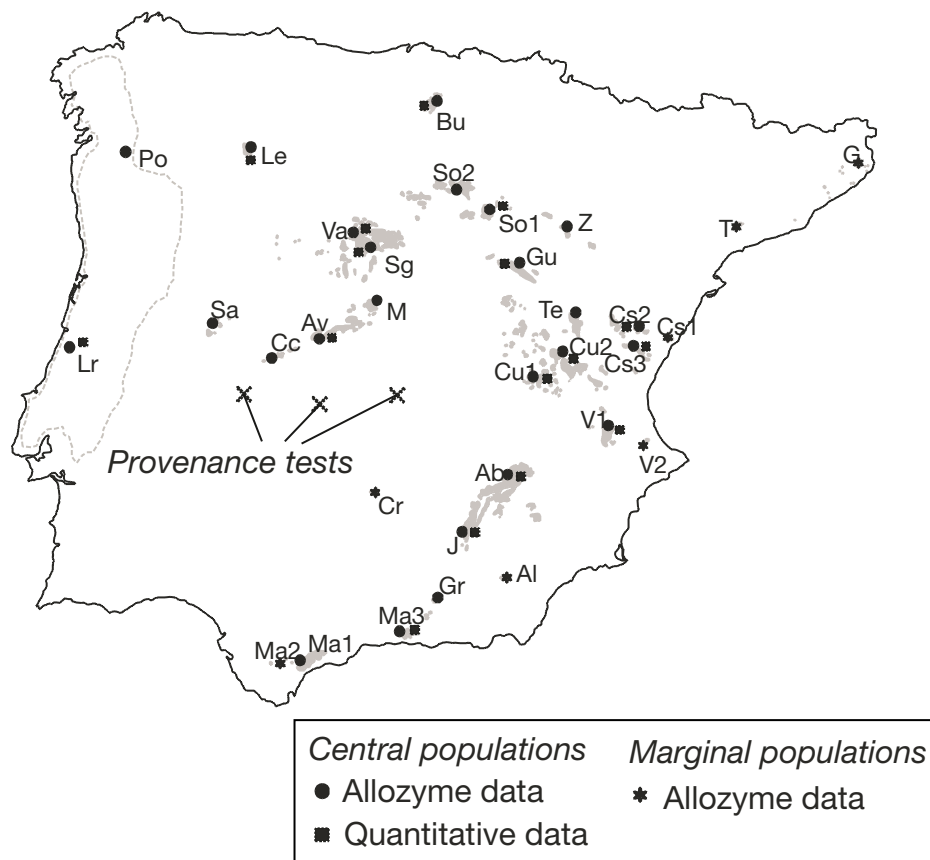 Bu
Po
Le
G
So2
So1
Z
T
Va
Sg
Gu
M
Te
Cs2
Cs1
Sa
Av
Cc
Cu2
Cs3
Lr
Cu1
V1
Provenance tests
V2
Ab
Cr
J
Al
Gr
Ma3
Ma2
Ma1
Central populations
Marginal populations
Allozyme data
Allozyme data
Quantitative data